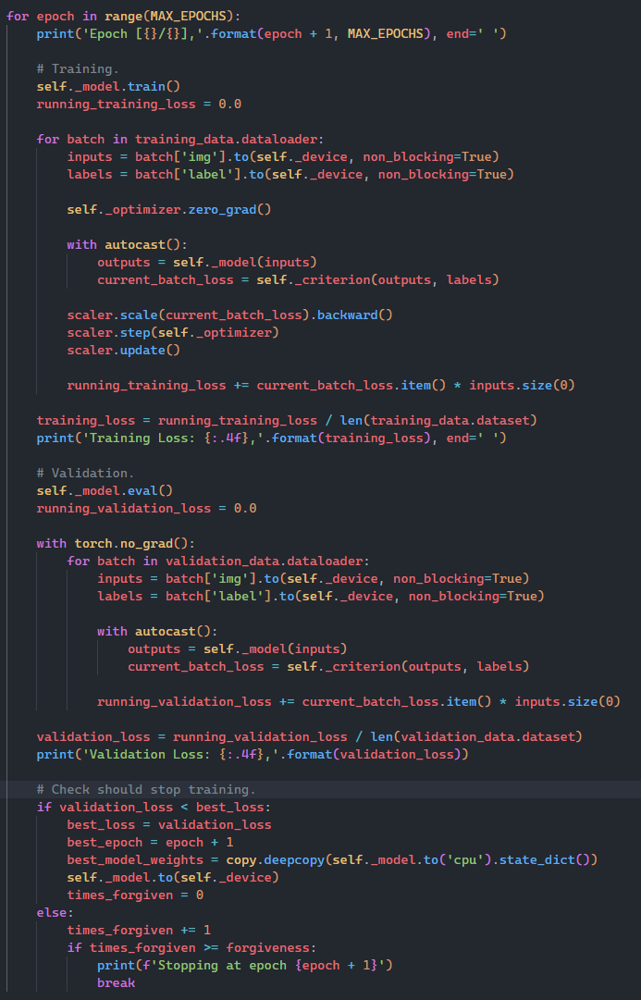 for epoch in range(MAX_EPOCHS):
print('Epoch [{}/{}],'.format(epoch + 1, MAX_EPOCHS), end=' ')
# Training.
self._model.train()
running_training_loss = 0.0
for batch in training_data.dataloader:
inputs = batch['img'].to(self._device, non_blocking=True)
labels = batch['label'].to(self._device, non_blocking=True)
self._optimizer.zero_grad()
with autocast():
outputs = self._model(inputs)
current_batch_loss = self._criterion(outputs, labels)
scaler.scale(current_batch_loss).backward()
scaler.step(self._optimizer)
scaler.update()
running_training_loss += current_batch_loss.item() * inputs.size(0)
training_loss = running_training_loss / len(training_data.dataset)
print('Training Loss: {:.4f},'.format(training_loss), end=' ')
# Validation.
self._model.eval()
running_validation_loss = 0.0
with torch.no_grad():
for batch in validation_data.dataloader:
inputs = batch['img'].to(self._device, non_blocking=True)
labels = batch['label'].to(self._device, non_blocking=True)
with autocast():
outputs = self._model(inputs)
current_batch_loss = self._criterion(outputs, labels)
running_validation_loss += current_batch_loss.item() * inputs.size(0)
validation_loss = running_validation_loss / len(validation_data.dataset)
print('Validation Loss: {:.4f},'.format(validation_loss))
# Check should stop training.
if validation_loss < best_loss:
best_loss = validation_loss
best_epoch = epoch + 1
best_model_weights = copy.deepcopy(self._model.to('cpu').state_dict())
self._model.to(self._device)
times_forgiven = 0
else:
times_forgiven += 1
if times_forgiven >= forgiveness:
print(f'Stopping at epoch {epoch + 1}')
break